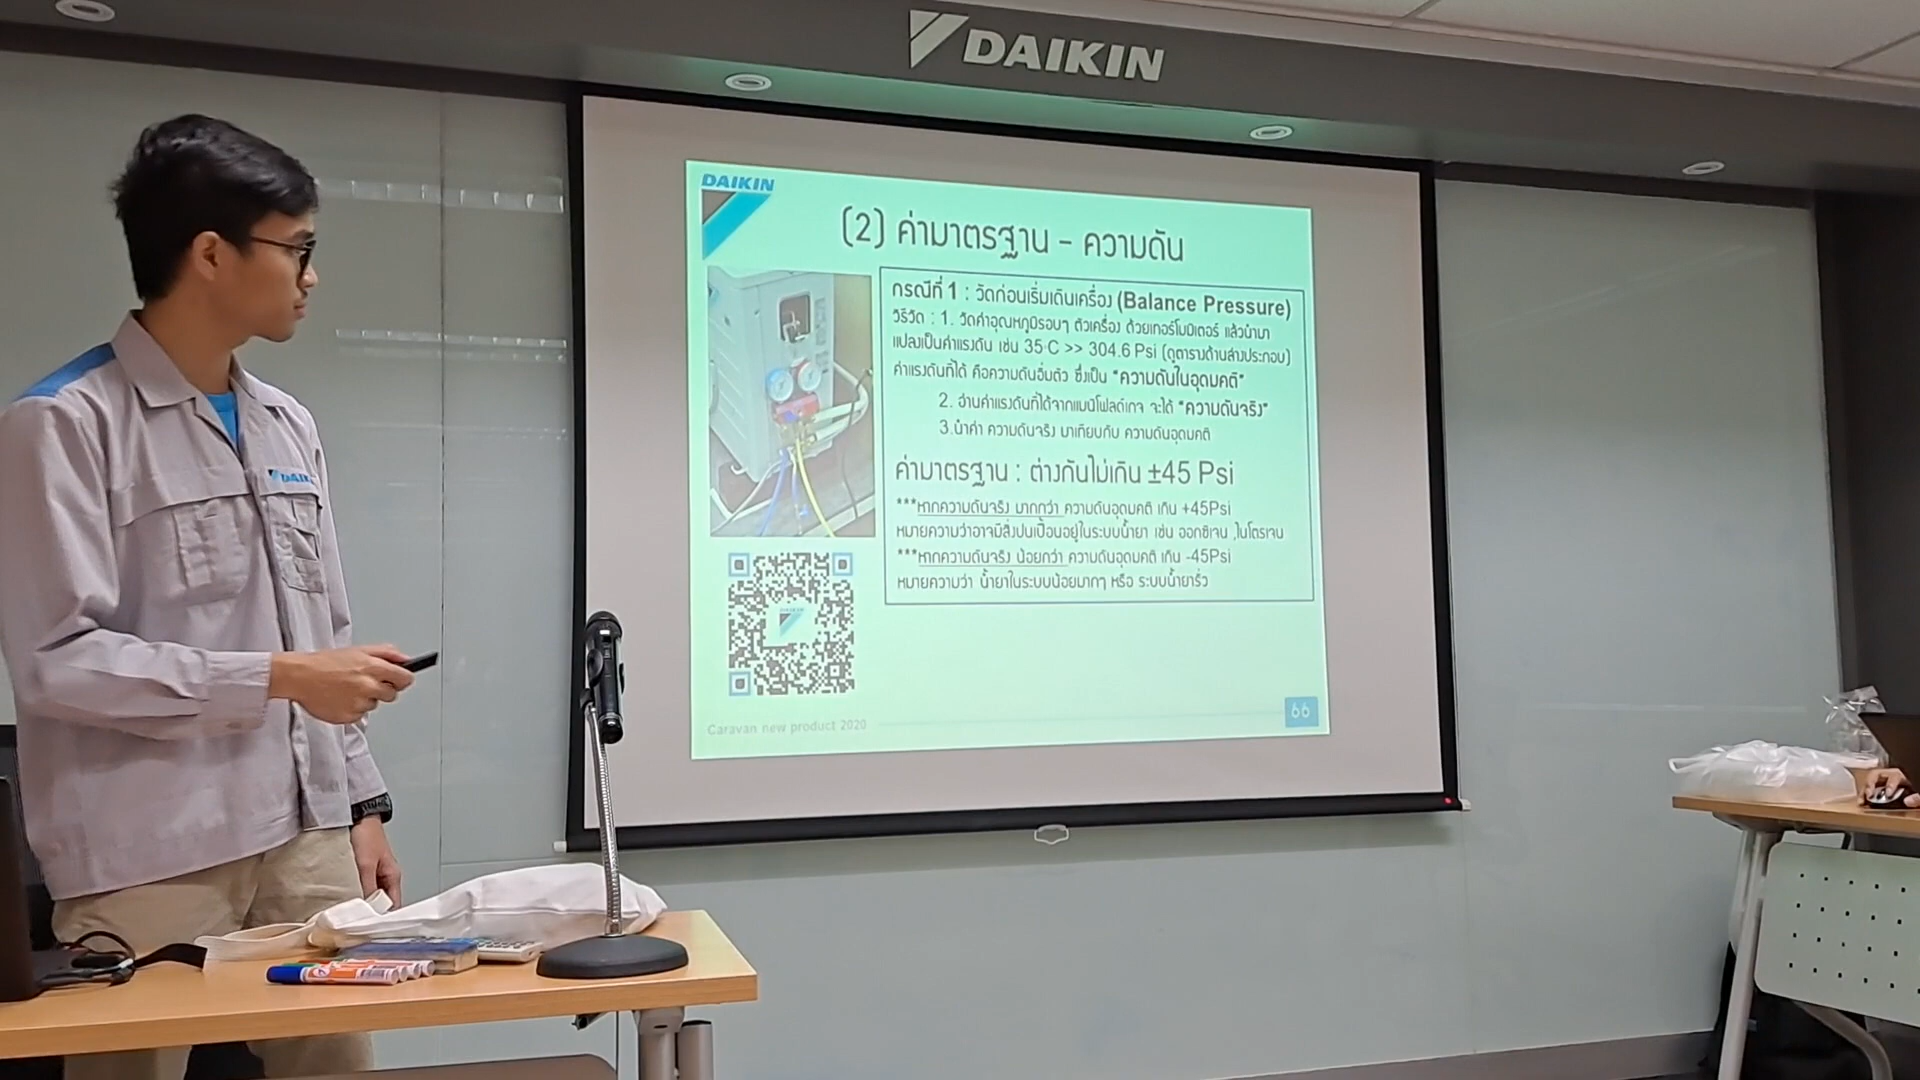 DAIKIN
DAIKIN
(2) ค่ามาตรฐาน - ความดัน
กรณีที่ 1 : วัดก่อนเริ่มเดินเครื่อง (Balance Pressure)
วิธีวัด : 1. วัดค่าอุณหภูมิรอบๆ ตัวเครื่อง ด้วยเทอร์โมมิเตอร์ แล้วนำมา
แปลงเป็นค่าแรงดัน เช่น 35 C >> 304.6 Psi (ดูตารางด้านล่างประกอบ)
ค่าแรงดันที่ได้ คือความดันอิ่มตัว ซึ่งเป็น "ความดันในอุดมคติ"
2. อ่านค่าแรงดันที่ได้จากแมนิโฟลด์เกจ จะได้ "ความดันจริง"
3.นำค่า ความดันจริง มาเทียบกับ ความดันอุดมคติ
ค่ามาตรฐาน : ต่างกันไม่เกิน ±45 Psi
***หากความดันจริง มากกว่า ความดันอุดมคติ เกิน +45Psi
หมายความว่าอาจมีสิ่งปนเปื้อนอยู่ในระบบน้ำยา เช่น ออกซิเจน ,ไนโตรเจน
***หากความดันจริง น้อยกว่า ความดันอุดมคติ เกิน -45Psi
หมายความว่า น้ำยาในระบบน้อยมากๆ หรือ ระบบน้ำยารั่ว
DAIKIN
Caravan new product 2020
66
DAIK